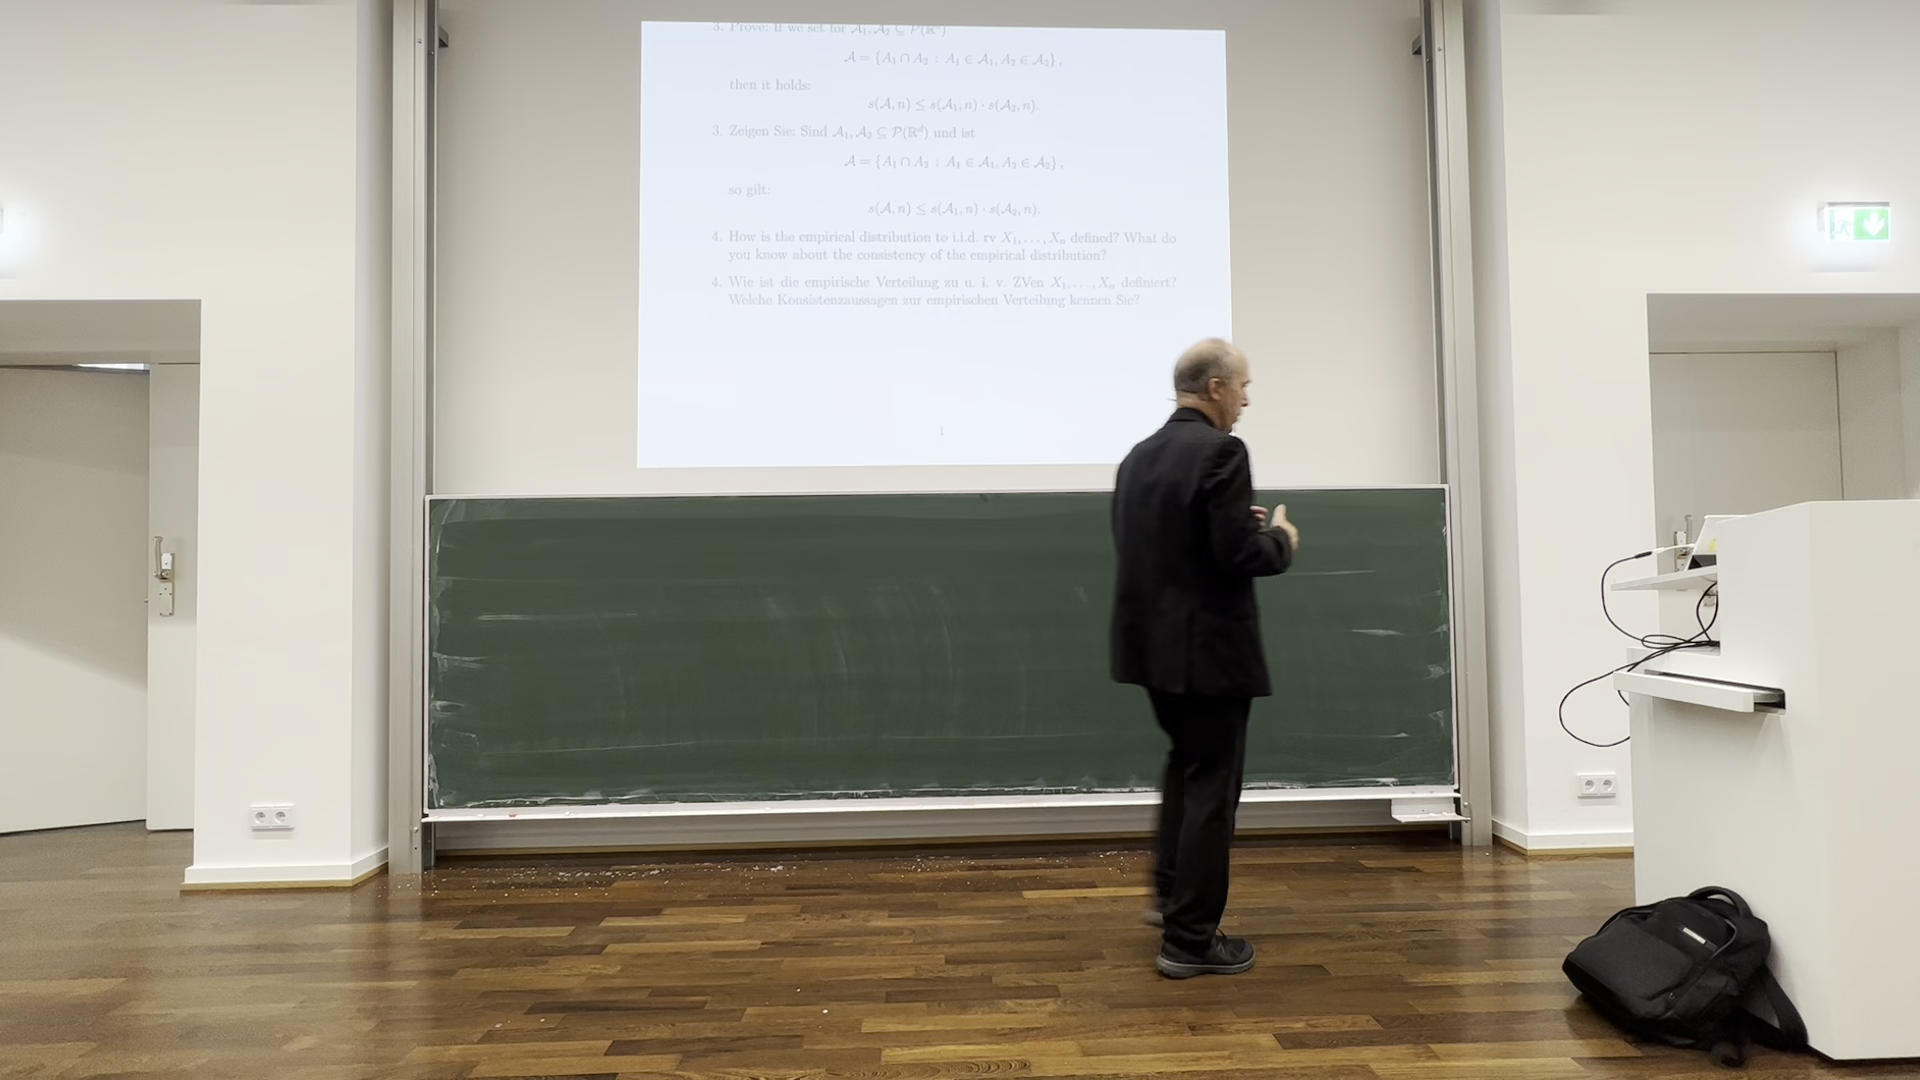 3. Prove: If we set for 𝒜₁, 𝒜₂ ⊆ 𝒫(ℝᵈ)
𝒜 = {A₁ ∩ A₂ : A₁ ∈ 𝒜₁, A₂ ∈ 𝒜₂},
then it holds:
s(𝒜, n) ≤ s(𝒜₁, n) · s(𝒜₂, n).
3. Zeigen Sie: Sind 𝒜₁, 𝒜₂ ⊆ 𝒫(ℝᵈ) und ist
𝒜 = {A₁ ∩ A₂ : A₁ ∈ 𝒜₁, A₂ ∈ 𝒜₂},
so gilt:
s(𝒜, n) ≤ s(𝒜₁, n) · s(𝒜₂, n).
4. How is the empirical distribution to i.i.d. rv X₁, . . . , Xₙ defined? What do
you know about the consistency of the empirical distribution?
4. Wie ist die empirische Verteilung zu u. i. v. ZVen X₁, . . . , Xₙ definiert?
Welche Konsistenzaussagen zur empirischen Verteilung kennen Sie?
1